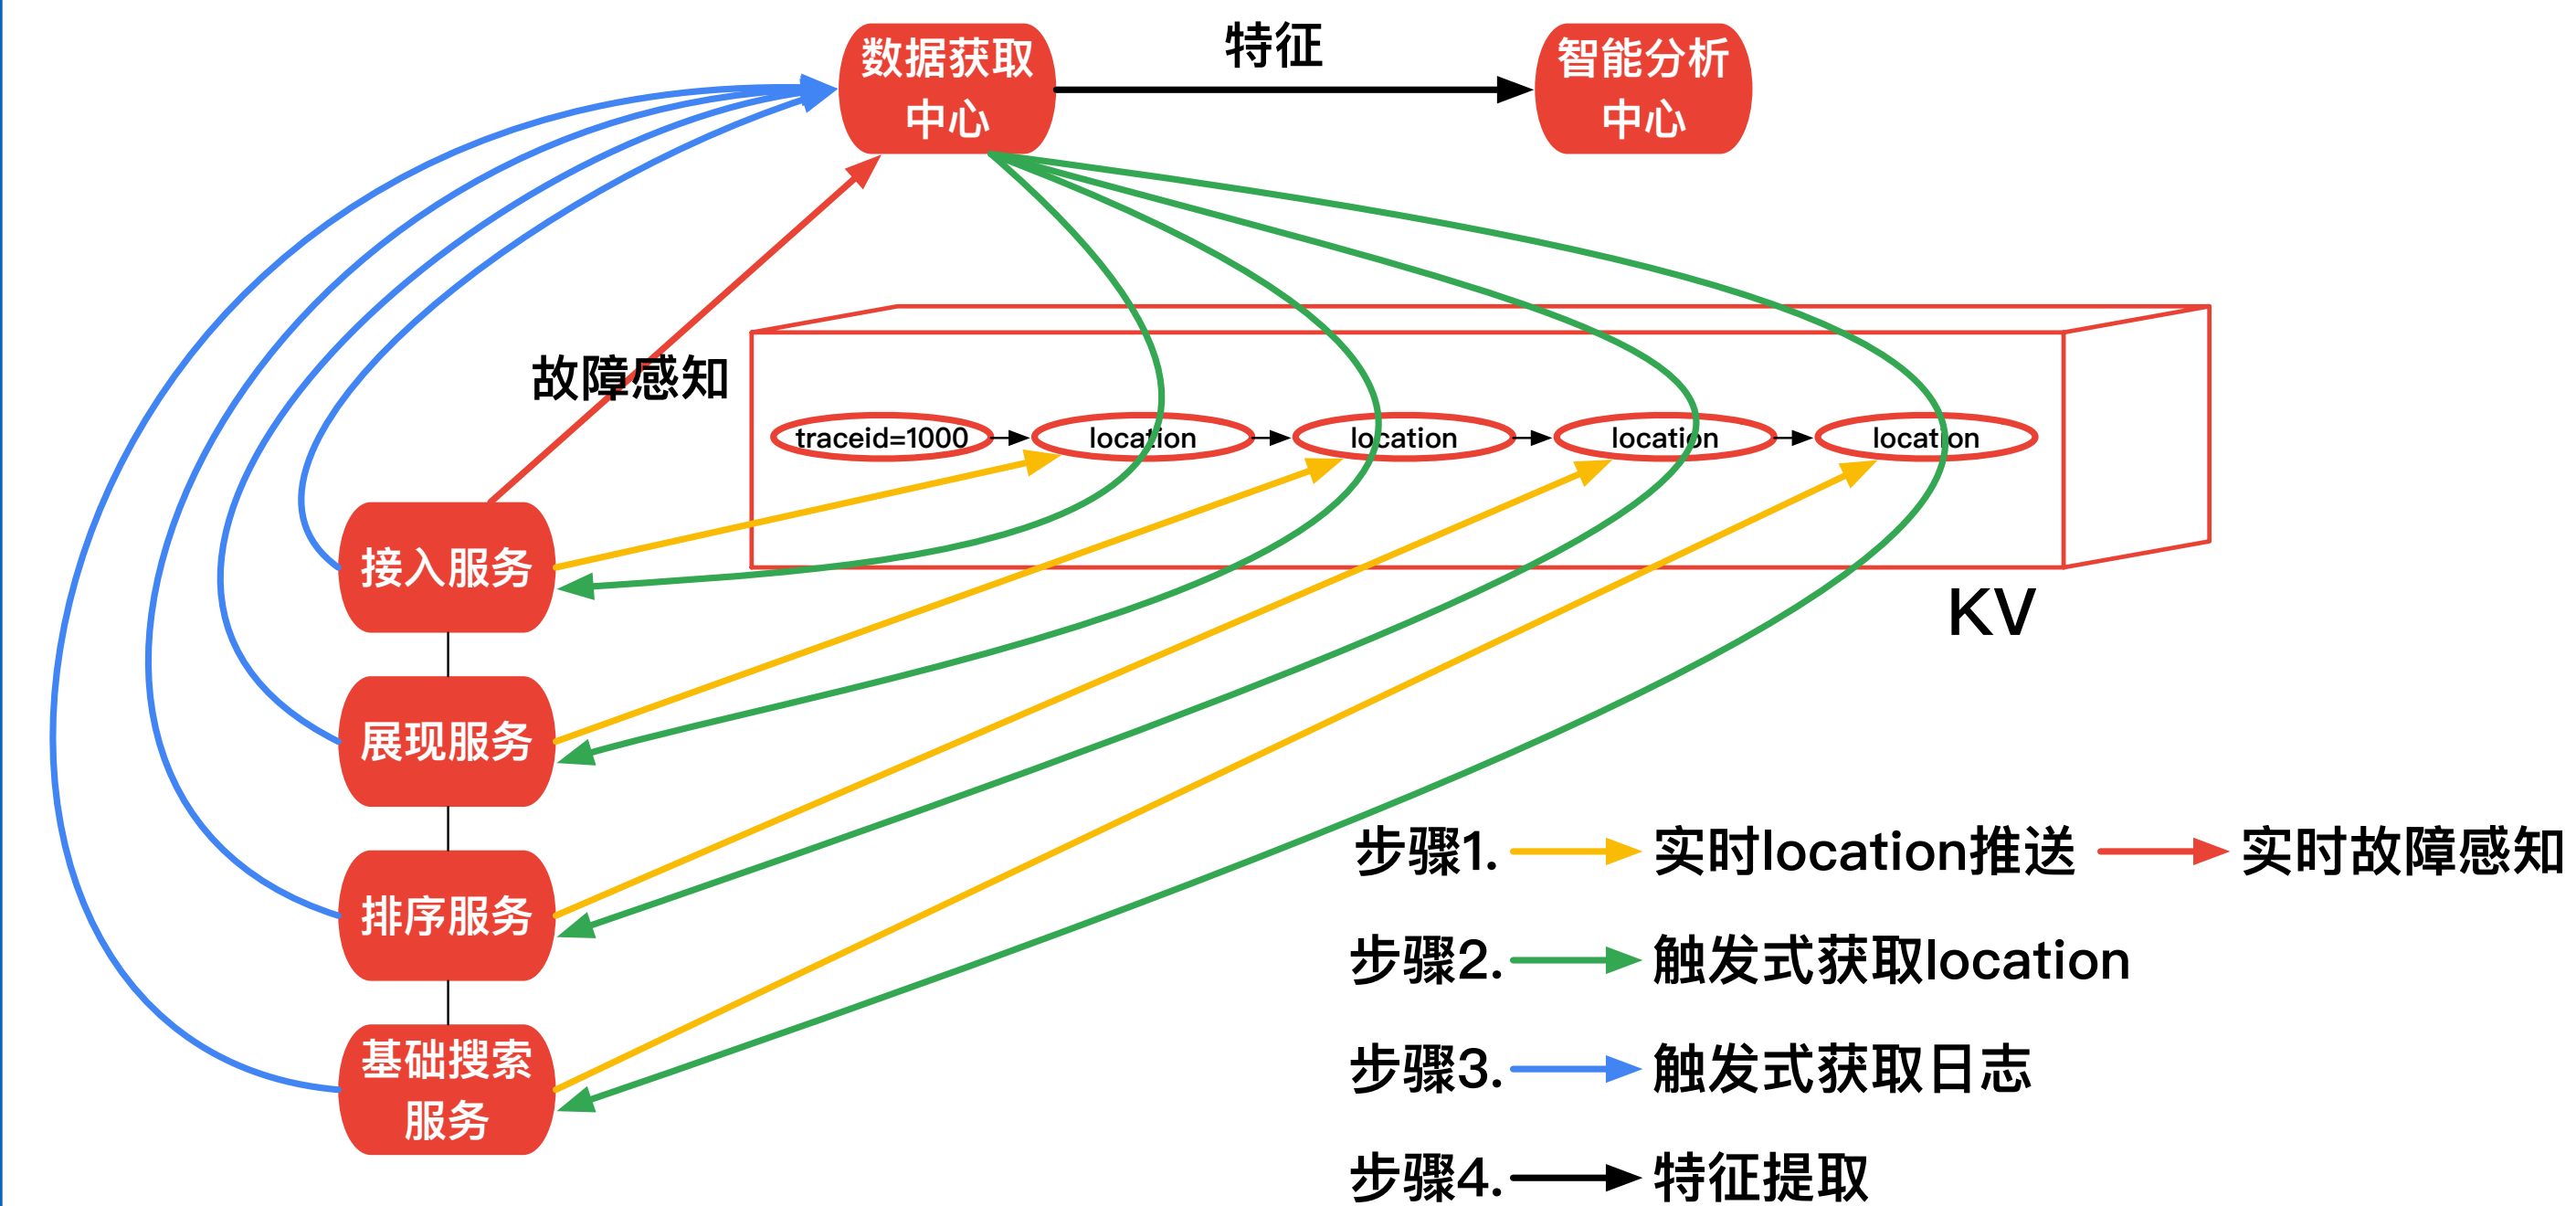 数据获取
中心
特征
智能分析
中心
故障感知
traceid=1000
location
location
location
location
KV
接入服务
展现服务
排序服务
基础搜索
服务
步骤1. 实时location推送 实时故障感知
步骤2. 触发式获取location
步骤3. 触发式获取日志
步骤4. 特征提取